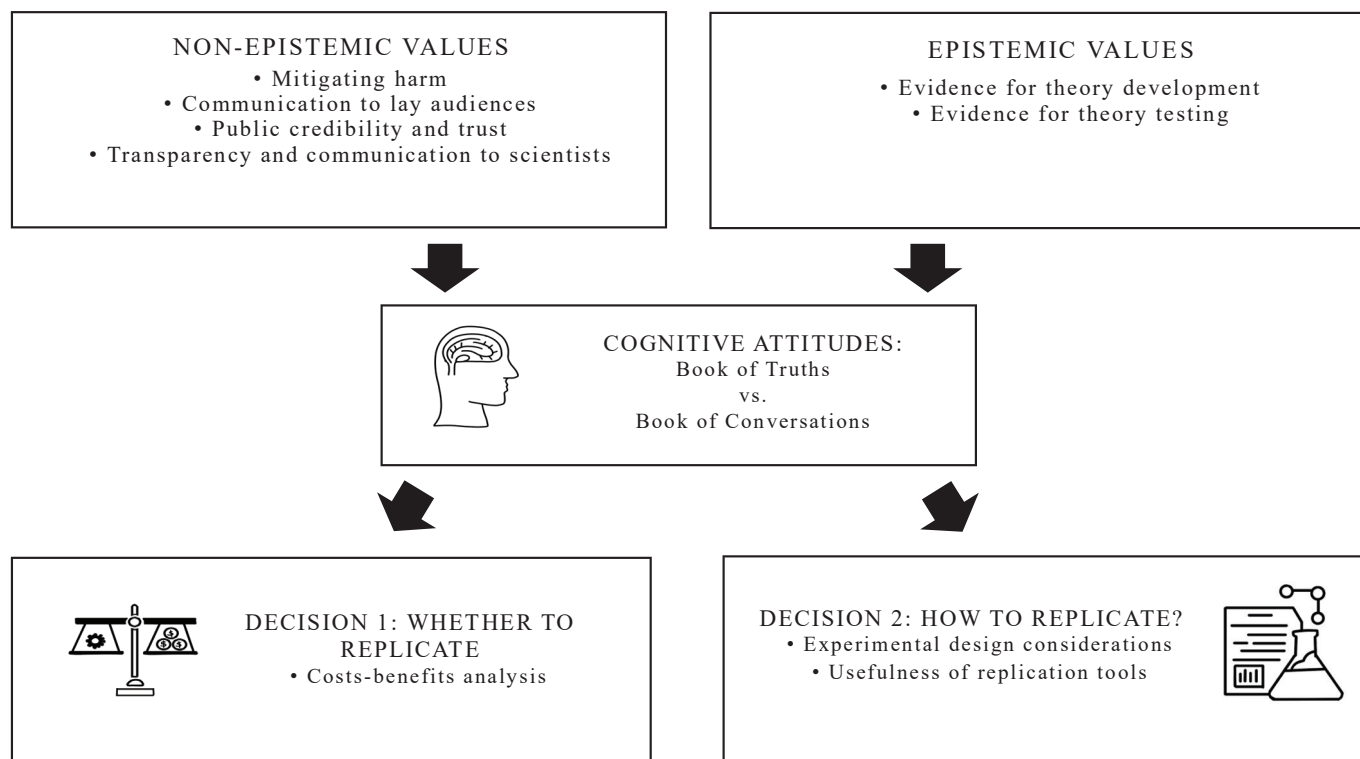 NON-EPISTEMIC VALUES
• Mitigating harm
• Communication to lay audiences
• Public credibility and trust
• Transparency and communication to scientists
EPISTEMIC VALUES
• Evidence for theory development
• Evidence for theory testing
COGNITIVE ATTITUDES:
Book of Truths
vs.
Book of Conversations
DECISION 1: WHETHER TO
REPLICATE
• Costs-benefits analysis
DECISION 2: HOW TO REPLICATE?
• Experimental design considerations
• Usefulness of replication tools